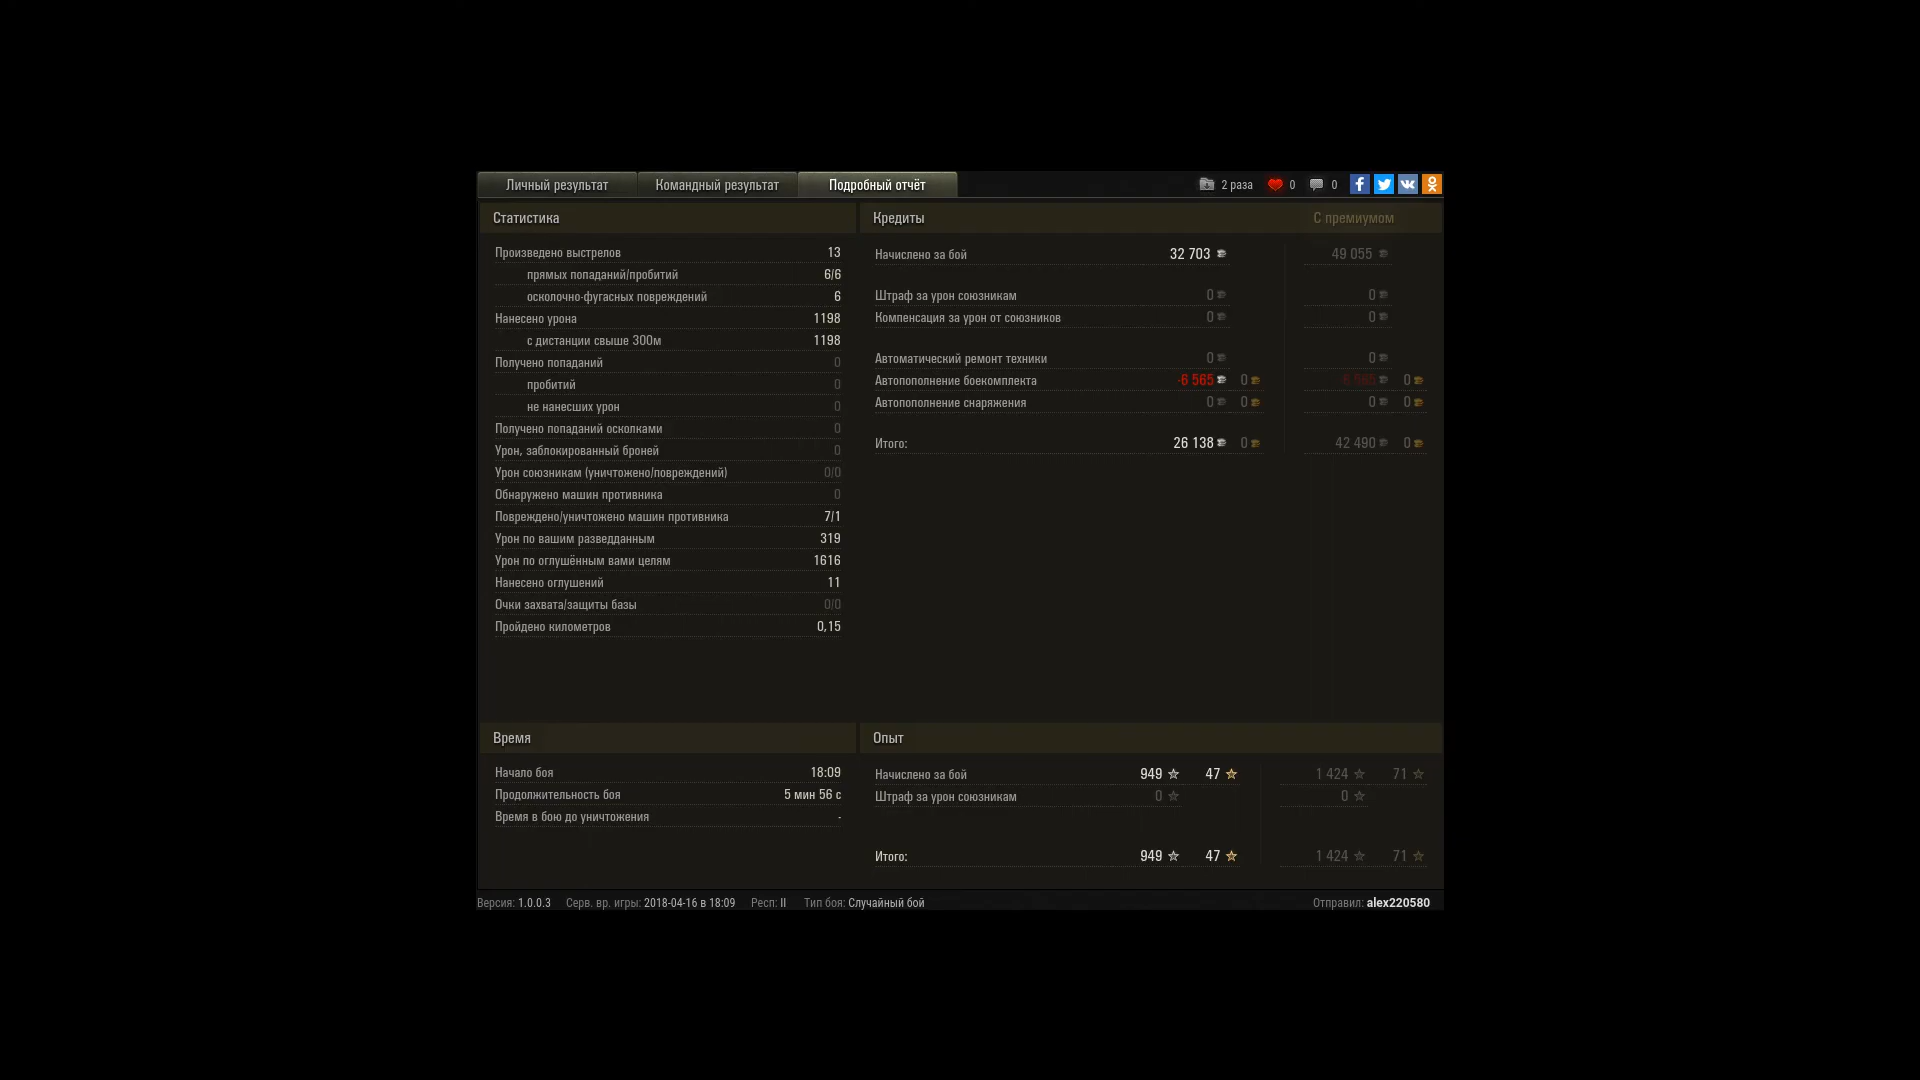 Личный результат Командный результат Подробный отчёт 2 раза 0 0
Статистика
Произведено выстрелов 13
прямых попаданий/пробитий 6/6
осколочно-фугасных повреждений 6
Нанесено урона 1198
с дистанции свыше 300м 1198
Получено попаданий 0
пробитий 0
не нанесших урон 0
Получено попаданий осколками 0
Урон, заблокированный броней 0
Урон союзникам (уничтожено/повреждений) 0/0
Обнаружено машин противника 0
Повреждено/уничтожено машин противника 7/1
Урон по вашим разведданным 319
Урон по оглушённым вами целям 1616
Нанесено оглушений 11
Очки захвата/защиты базы 0/0
Пройдено километров 0,15
Кредиты С премиумом
Начислено за бой 32 703 49 055
Штраф за урон союзникам 0 0
Компенсация за урон от союзников 0 0
Автоматический ремонт техники 0 0
Автопополнение боекомплекта -6 565 0 -6 565 0
Автопополнение снаряжения 0 0 0 0
Итого: 26 138 0 42 490 0
Время
Начало боя 18:09
Продолжительность боя 5 мин 56 с
Время в бою до уничтожения -
Опыт
Начислено за бой 949 47 1 424 71
Штраф за урон союзникам 0 0
Итого: 949 47 1 424 71
Версия: 1.0.0.3 Серв. вр. игры: 2018-04-16 в 18:09 Респ: II Тип боя: Случайный бой Отправил: alex220580